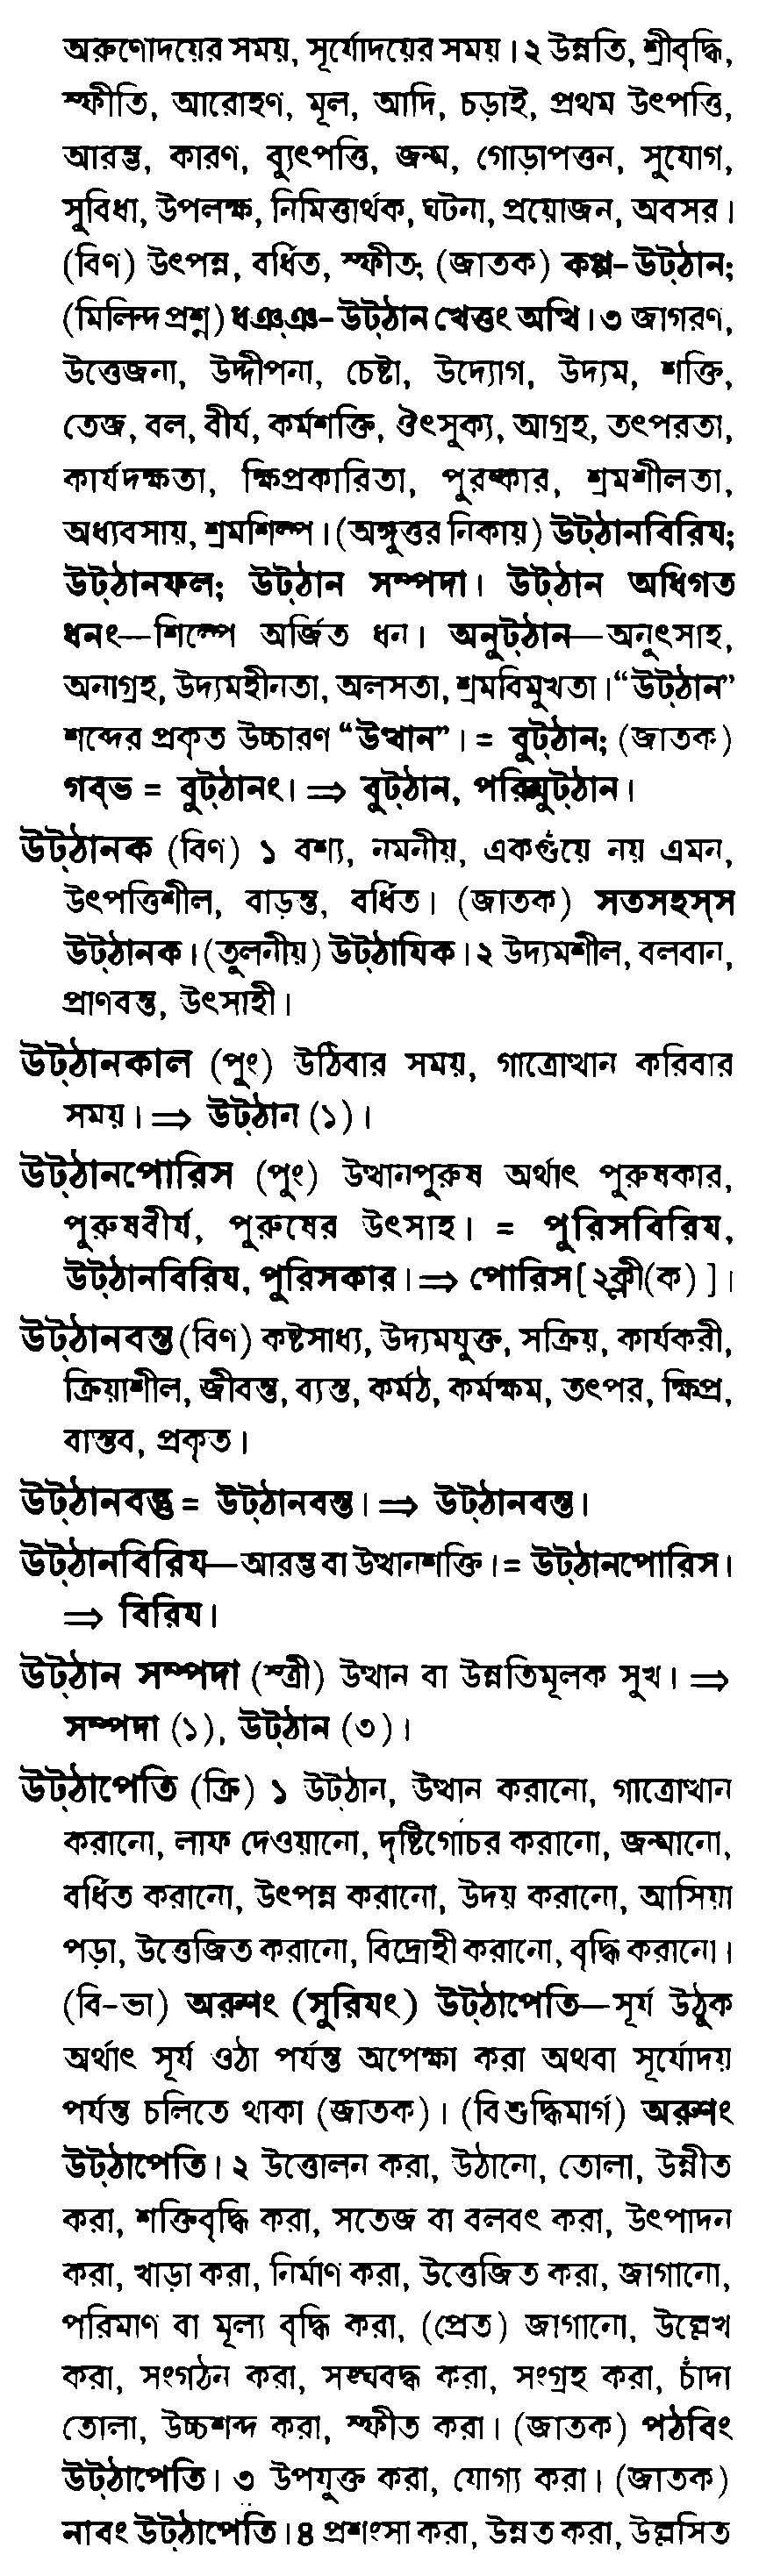 অরুণোদয়ের সময়, সূর্যোদয়ের সময়। ২ উন্নতি, শ্রীবৃদ্ধি,
স্ফীতি, আরোহণ, মূল, আদি, চড়াই, প্রথম উৎপত্তি,
আরম্ভ, কারণ, ব্যুৎপত্তি, জন্ম, গোড়াপত্তন, সুযোগ,
সুবিধা, উপলক্ষ, নিমিত্তার্থক, ঘটনা, প্রয়োজন, অবসর।
(বিণ) উৎপন্ন, বর্ধিত, স্ফীত; (জাতক) কপ্প-উট্‌ঠান;
(মিলিন্দ প্রশ্ন) ধঞ্‌ঞ-উট্‌ঠান খেত্তং অত্থি। ৩ জাগরণ,
উত্তেজনা, উদ্দীপনা, চেষ্টা, উদ্যোগ, উদ্যম, শক্তি,
তেজ, বল, বীর্য, কর্মশক্তি, ঔৎসুক্য, আগ্রহ, তৎপরতা,
কার্যদক্ষতা, ক্ষিপ্রকারিতা, পুরষ্কার, শ্রমশীলতা,
অধ্যবসায়, শ্রমশিল্প। (অঙ্গুত্তর নিকায়) উট্‌ঠানবিরিয;
উট্‌ঠানফল; উট্‌ঠান সম্পদা। উট্‌ঠান অধিগত
ধনং—শিল্পে অর্জিত ধন। অনুট্‌ঠান—অনুৎসাহ,
অনাগ্রহ, উদ্যমহীনতা, অলসতা, শ্রমবিমুখতা। “উট্‌ঠান”
শব্দের প্রকৃত উচ্চারণ “উত্থান”। = বুট্‌ঠান; (জাতক)
গব্‌ভ = বুট্‌ঠানং। ⇒ বুট্‌ঠান,
উট্‌ঠানক (বিণ) ১ বশ্য, নমনীয়, একগুঁয়ে নয় এমন,
উৎপত্তিশীল, বাড়ন্ত, বর্ধিত। (জাতক) সতসহস্‌স
উট্‌ঠানক। (তুলনীয়) উট্‌ঠাযিক। ২ উদ্যমশীল, বলবান,
প্রাণবন্ত, উৎসাহী।
উট্‌ঠানকাল (পুং) উঠিবার সময়, গাত্রোত্থান করিবার
সময়। ⇒ উট্‌ঠান (১)।
উট্‌ঠানপোরিস (পুং) উত্থানপুরুষ অর্থাৎ পুরুষকার,
পুরুষবীর্য, পুরুষের উৎসাহ। = পুরিসবিরিয,
উট্‌ঠানবিরিয, পুরিসকার। ⇒ পোরিস [২ক্লী(ক)]।
উট্‌ঠানবন্ত (বিণ) কষ্টসাধ্য, উদ্যমযুক্ত, সক্রিয়, কার্যকরী,
ক্রিয়াশীল, জীবন্ত, ব্যস্ত, কর্মঠ, কর্মক্ষম, তৎপর, ক্ষিপ্র,
বাস্তব, প্রকৃত।
উট্‌ঠানবন্তু = উট্‌ঠানবন্ত। ⇒ উট্‌ঠানবন্ত।
উট্‌ঠানবিরিয—আরম্ভ বা উত্থানশক্তি। = উট্‌ঠানপোরিস।
⇒ বিরিয।
উট্‌ঠান সম্পদা (স্ত্রী) উত্থান বা উন্নতিমূলক সুখ। ⇒
সম্পদা (১), উট্‌ঠান (৩)।
উট্‌ঠাপেতি (ক্রি) ১ উট্‌ঠান, উত্থান করানো, গাত্রোত্থান
করানো, লাফ দেওয়ানো, দৃষ্টিগোচর করানো, জন্মানো,
বর্ধিত করানো, উৎপন্ন করানো, উদয় করানো, আসিয়া
পড়া, উত্তেজিত করানো, বিদ্রোহী করানো, বৃদ্ধি করানো।
(বি-ভা) অরুণং (সুরিযং) উট্‌ঠাপেতি—সূর্য উঠুক
অর্থাৎ সূর্য ওঠা পর্যন্ত অপেক্ষা করা অথবা সূর্যোদয়
পর্যন্ত চলিতে থাকা (জাতক)। (বিশুদ্ধিমার্গ) অরুণং
উট্‌ঠাপেতি। ২ উত্তোলন করা, উঠানো, তোলা, উন্নীত
করা, শক্তিবৃদ্ধি করা, সতেজ বা বলবৎ করা, উৎপাদন
করা, খাড়া করা, নির্মাণ করা, উত্তেজিত করা, জাগানো,
পরিমাণ বা মূল্য বৃদ্ধি করা, (প্রেত) জাগানো, উল্লেখ
করা, সংগঠন করা, সঙ্ঘবদ্ধ করা, সংগ্রহ করা, চাঁদা
তোলা, উচ্চশব্দ করা, স্ফীত করা। (জাতক) পঠবিং
উট্‌ঠাপেতি। ৩ উপযুক্ত করা, যোগ্য করা। (জাতক)
নাবং উট্‌ঠাপেতি। ৪ প্রশংসা করা, উন্নত করা, উল্লসিত